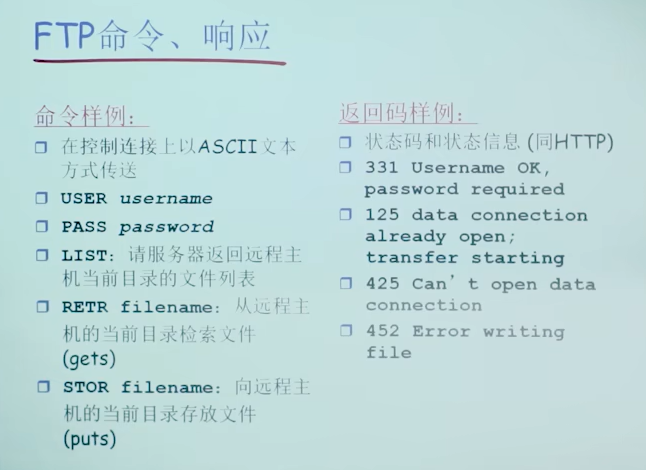 FTP命令、响应
命令样例：
在控制连接上以ASCII文本
方式传送
USER username
PASS password
LIST：请服务器返回远程主
机当前目录的文件列表
RETR filename：从远程主
机的当前目录检索文件
(gets)
STOR filename：向远程主
机的当前目录存放文件
(puts)
返回码样例：
状态码和状态信息 (同HTTP)
331 Username OK,
password required
125 data connection
already open;
transfer starting
425 Can’t open data
connection
452 Error writing
file